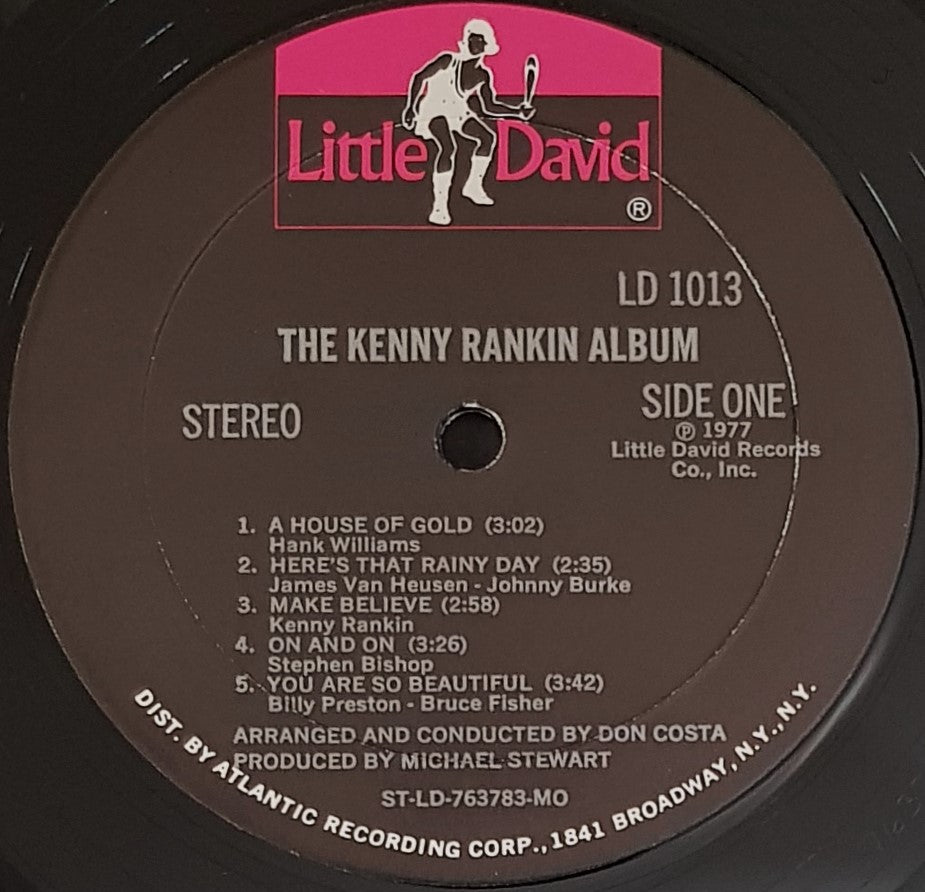 Little David
®
LD 1013
THE KENNY RANKIN ALBUM
STEREO
SIDE ONE
℗ 1977
Little David Records
Co., Inc.
1. A HOUSE OF GOLD (3:02)
Hank Williams
2. HERE'S THAT RAINY DAY (2:35)
James Van Heusen - Johnny Burke
3. MAKE BELIEVE (2:58)
Kenny Rankin
4. ON AND ON (3:26)
Stephen Bishop
5. YOU ARE SO BEAUTIFUL (3:42)
Billy Preston - Bruce Fisher
ARRANGED AND CONDUCTED BY DON COSTA
PRODUCED BY MICHAEL STEWART
ST-LD-763783-MO
DIST. BY ATLANTIC RECORDING CORP., 1841 BROADWAY, N.Y., N.Y.